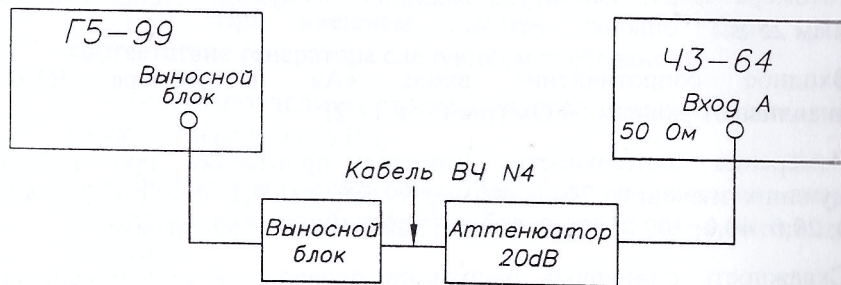 Г5-99
Выносной
блок
Ч3-64
Вход А
50 Ом
Кабель ВЧ N4
Выносной
блок
Аттенюатор
20dB